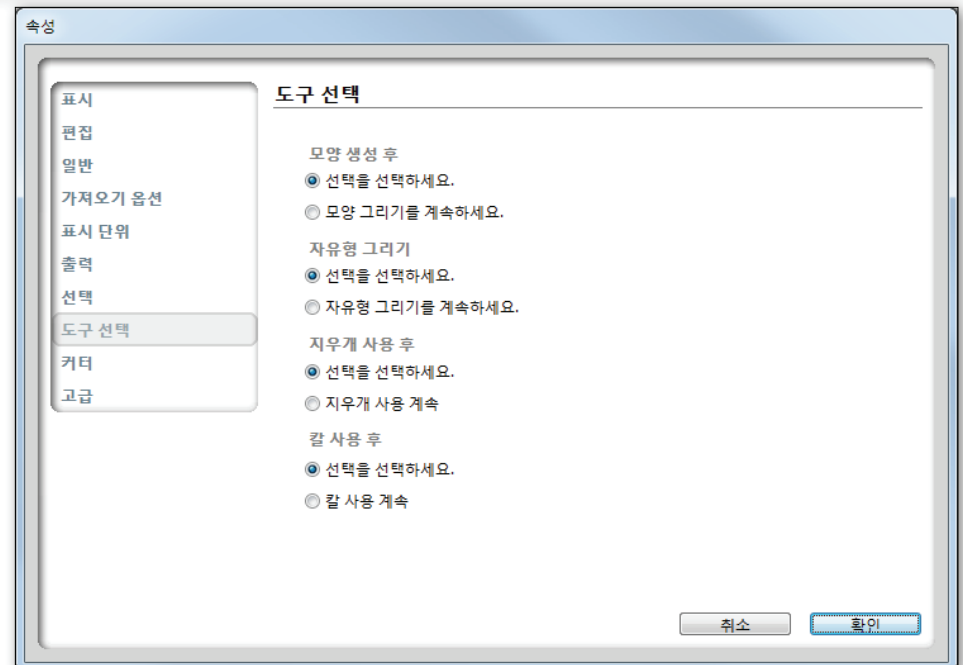 속성
표시
편집
일반
가져오기 옵션
표시 단위
출력
선택
도구 선택
커터
고급
도구 선택
모양 생성 후
선택을 선택하세요.
모양 그리기를 계속하세요.
자유형 그리기
선택을 선택하세요.
자유형 그리기를 계속하세요.
지우개 사용 후
선택을 선택하세요.
지우개 사용 계속
칼 사용 후
선택을 선택하세요.
칼 사용 계속
취소
확인